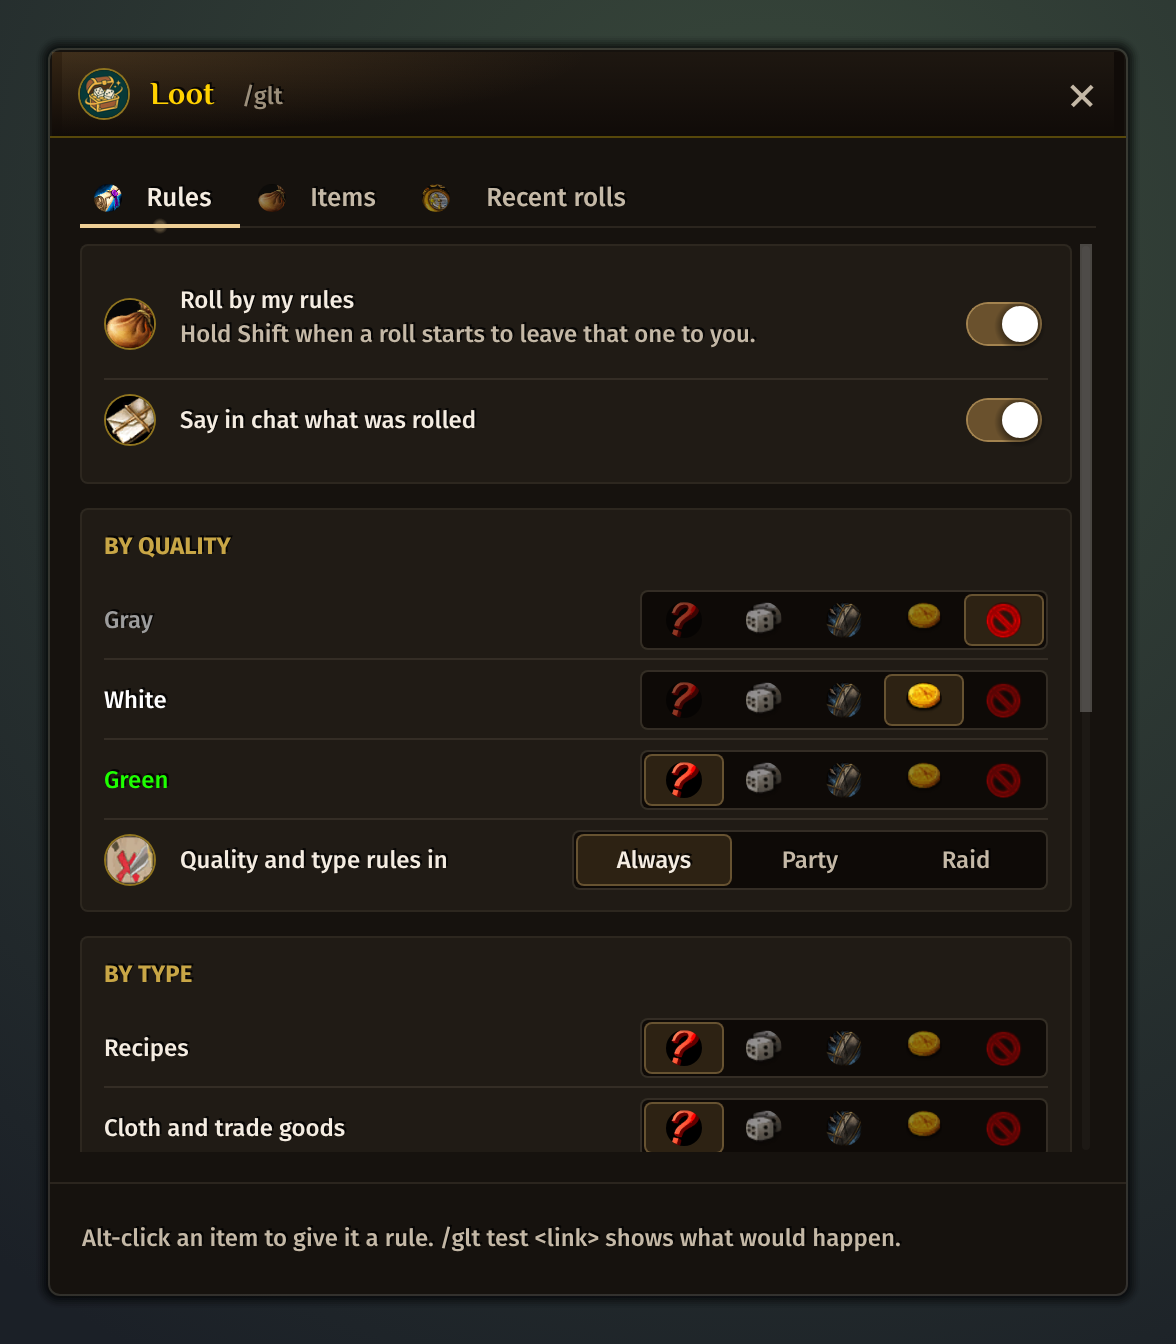 Loot /glt
Rules Items Recent rolls
Roll by my rules
Hold Shift when a roll starts to leave that one to you.
Say in chat what was rolled
BY QUALITY
Gray
White
Green
Quality and type rules in Always Party Raid
BY TYPE
Recipes
Cloth and trade goods
Alt-click an item to give it a rule. /glt test <link> shows what would happen.